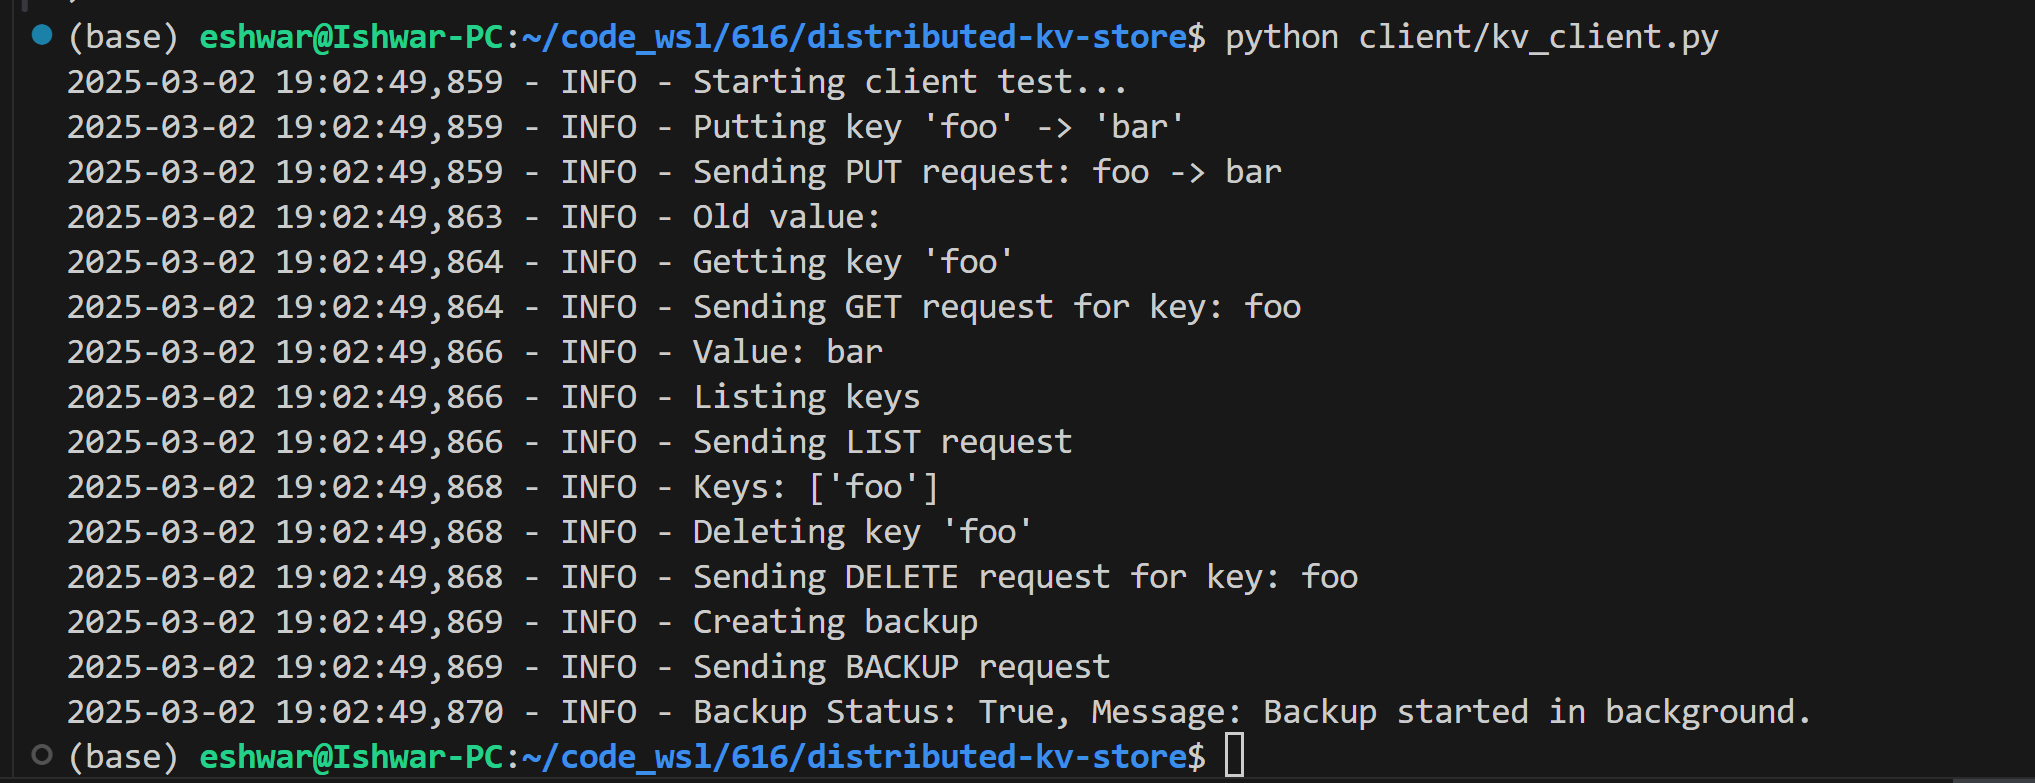 (base) eshwar@Ishwar-PC:~/code_wsl/616/distributed-kv-store$ python client/kv_client.py
2025-03-02 19:02:49,859 - INFO - Starting client test...
2025-03-02 19:02:49,859 - INFO - Putting key 'foo' -> 'bar'
2025-03-02 19:02:49,859 - INFO - Sending PUT request: foo -> bar
2025-03-02 19:02:49,863 - INFO - Old value:
2025-03-02 19:02:49,864 - INFO - Getting key 'foo'
2025-03-02 19:02:49,864 - INFO - Sending GET request for key: foo
2025-03-02 19:02:49,866 - INFO - Value: bar
2025-03-02 19:02:49,866 - INFO - Listing keys
2025-03-02 19:02:49,866 - INFO - Sending LIST request
2025-03-02 19:02:49,868 - INFO - Keys: ['foo']
2025-03-02 19:02:49,868 - INFO - Deleting key 'foo'
2025-03-02 19:02:49,868 - INFO - Sending DELETE request for key: foo
2025-03-02 19:02:49,869 - INFO - Creating backup
2025-03-02 19:02:49,869 - INFO - Sending BACKUP request
2025-03-02 19:02:49,870 - INFO - Backup Status: True, Message: Backup started in background.
(base) eshwar@Ishwar-PC:~/code_wsl/616/distributed-kv-store$